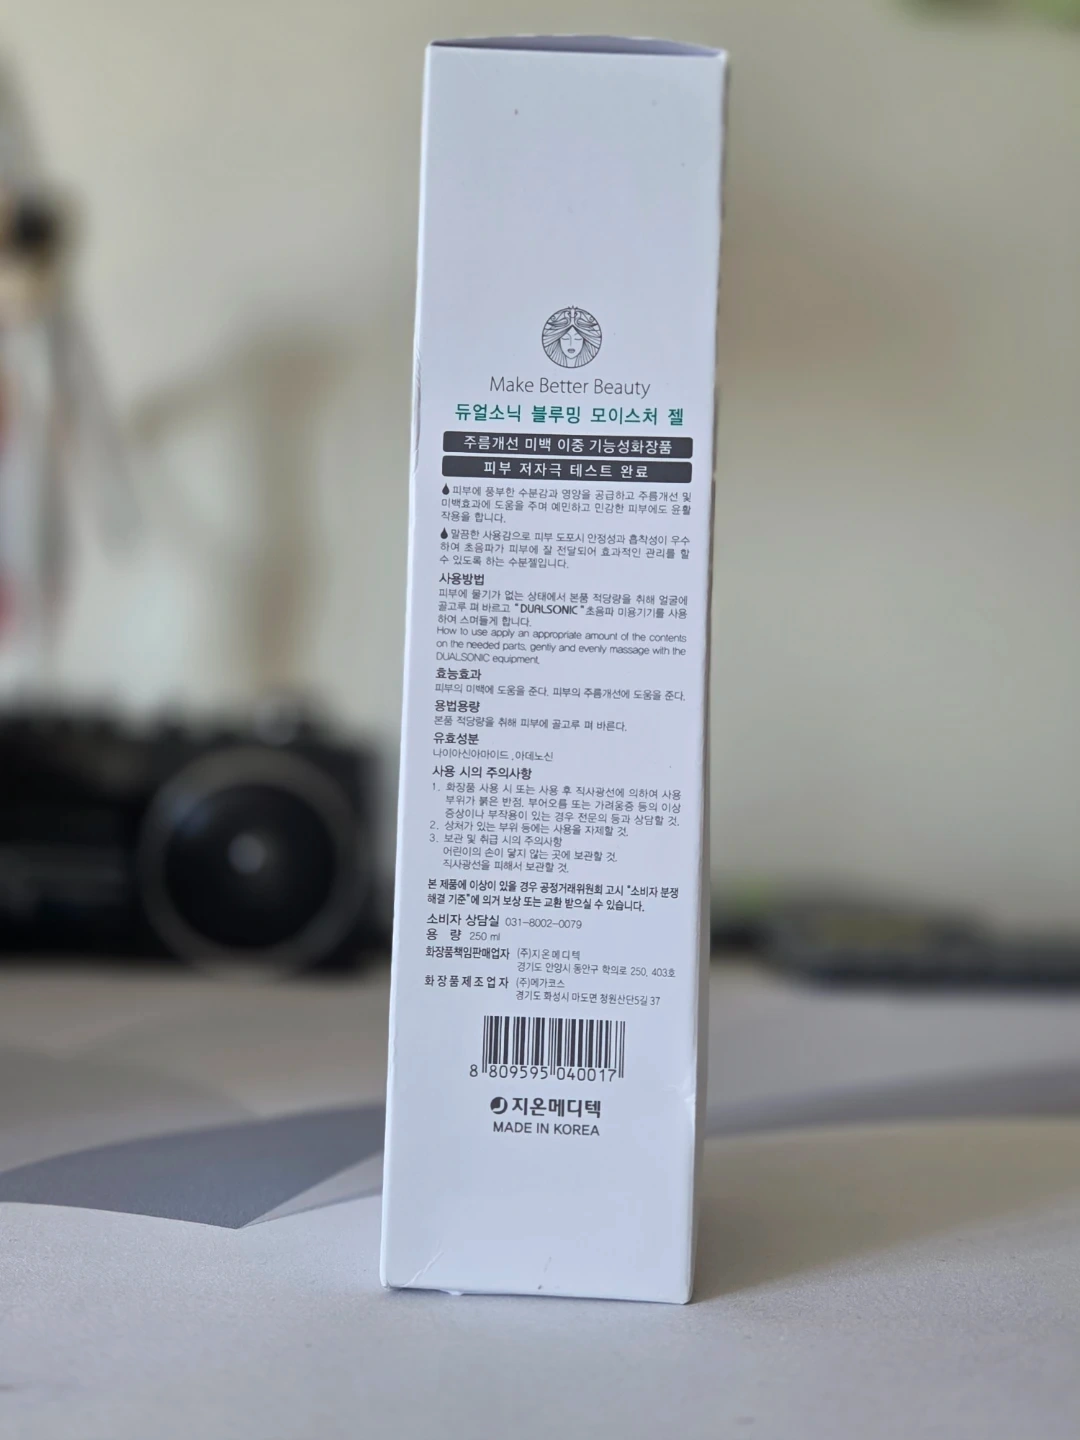 Make Better Beauty
듀얼소닉 블루밍 모이스처 젤
주름개선 미백 이중 기능성화장품
피부 저자극 테스트 완료
피부에 풍부한 수분감과 영양을 공급하고 주름개선 및
미백효과에 도움을 주며 예민하고 민감한 피부에도 윤활
작용을 합니다.
말끔한 사용감으로 피부 도포시 안정성과 흡착성이 우수
하여 초음파가 피부에 잘 전달되어 효과적인 관리를 할
수 있도록 하는 수분젤입니다.
사용방법
피부에 물기가 없는 상태에서 본품 적당량을 취해 얼굴에
골고루 펴 바르고 "DUALSONIC"초음파 미용기기를 사용
하여 스며들게 합니다.
How to use apply an appropriate amount of the contents
on the needed parts, gently and evenly massage with the
DUALSONIC equipment.
효능효과
피부의 미백에 도움을 준다. 피부의 주름개선에 도움을 준다.
용법용량
본품 적당량을 취해 피부에 골고루 펴 바른다.
유효성분
나이아신아마이드 , 아데노신
사용 시의 주의사항
1. 화장품 사용 시 또는 사용 후 직사광선에 의하여 사용
부위가 붉은 반점, 부어오름 또는 가려움증 등의 이상
증상이나 부작용이 있는 경우 전문의 등과 상담할 것.
2. 상처가 있는 부위 등에는 사용을 자제할 것.
3. 보관 및 취급 시의 주의사항
어린이의 손이 닿지 않는 곳에 보관할 것.
직사광선을 피해서 보관할 것.
본 제품에 이상이 있을 경우 공정거래위원회 고시 "소비자 분쟁
해결 기준"에 의거 보상 또는 교환 받으실 수 있습니다.
소비자 상담실 031-8002-0079
용 량 250 ml
화장품책임판매업자 (주)지온메디텍
경기도 안양시 동안구 학의로 250, 403호
화장품제조업자 (주)메가코스
경기도 화성시 마도면 청원산단5길 37
8 809595 040017
지온메디텍
MADE IN KOREA